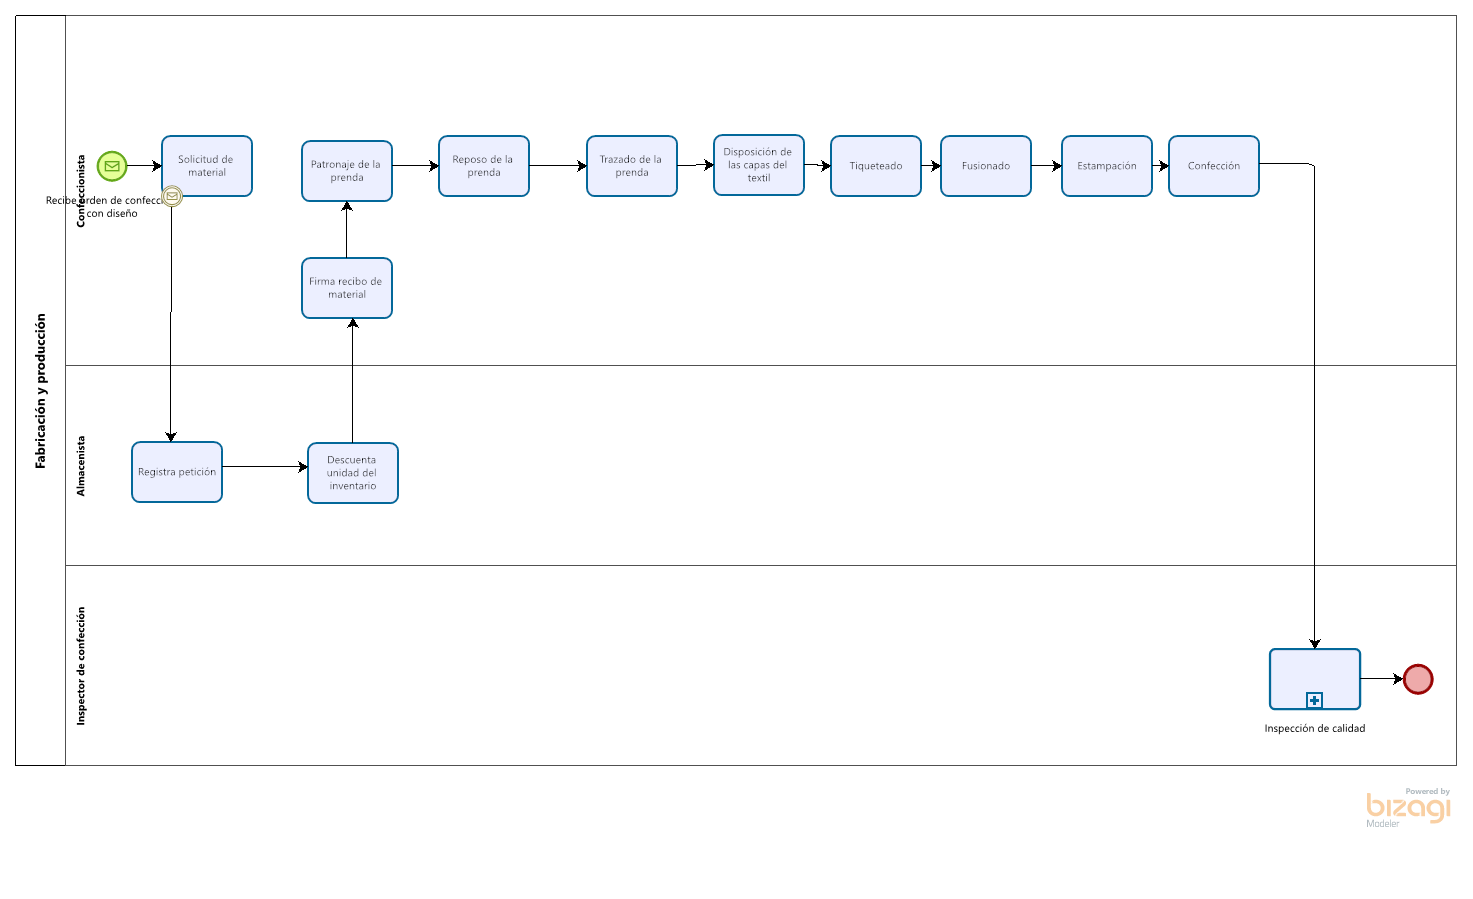 Fabricación y producción
Confeccionista
Recibe orden de confecci
con diseño
Solicitud de
material
Patronaje de la
prenda
Reposo de la
prenda
Trazado de la
prenda
Disposición de
las capas del
textil
Tiqueteado
Fusionado
Estampación
Confección
Firma recibo de
material
Almacenista
Registra petición
Descuenta
unidad del
inventario
Inspector de confección
Inspección de calidad
Powered by
bizagi
Modeler